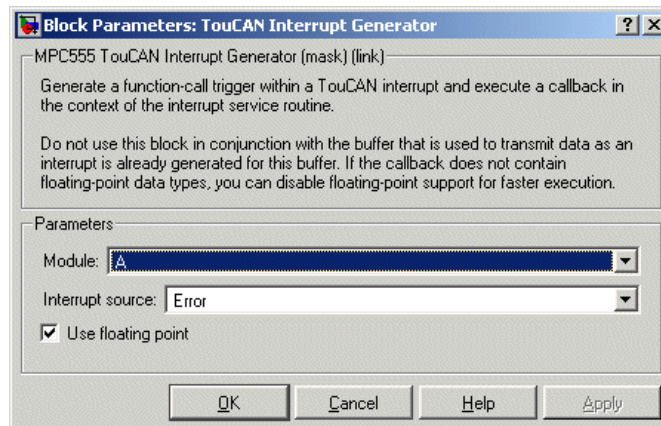 Block Parameters: TouCAN Interrupt Generator
MPC555 TouCAN Interrupt Generator (mask) (link)
Generate a function-call trigger within a TouCAN interrupt and execute a callback in
the context of the interrupt service routine.
Do not use this block in conjunction with the buffer that is used to transmit data as an
interrupt is already generated for this buffer. If the callback does not contain
floating-point data types, you can disable floating-point support for faster execution.
Parameters
Module: A
Interrupt source: Error
Use floating point
OK Cancel Help Apply